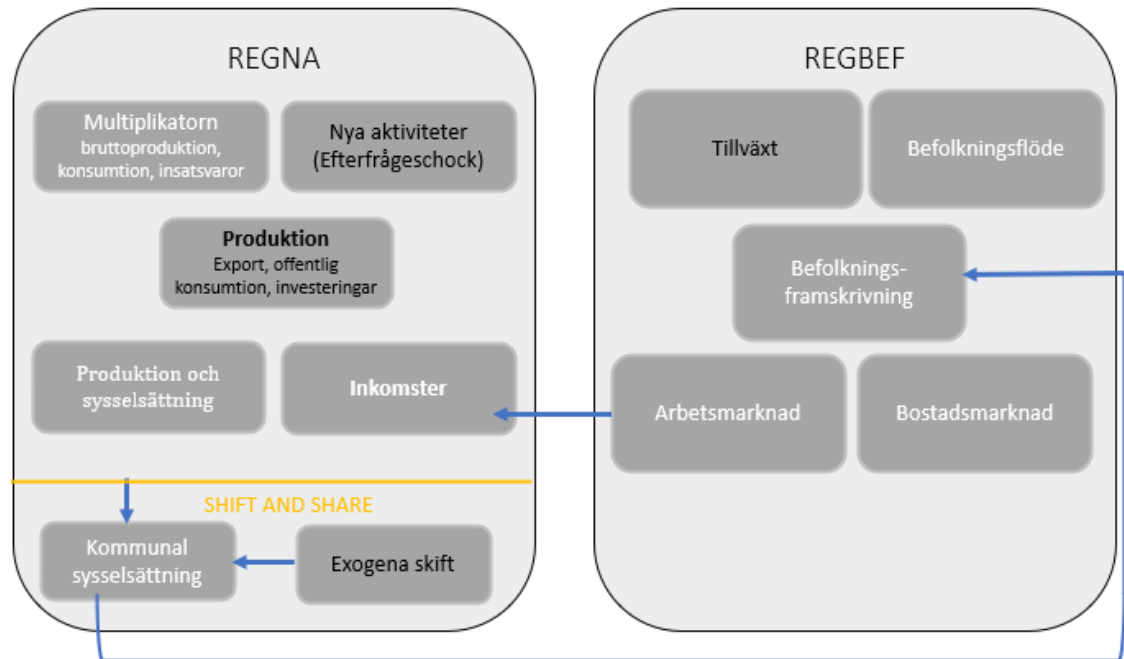 REGNA
Multiplikatorn
bruttoproduktion,
konsumtion, insatsvaror
Nya aktiviteter
(Efterfrågeschock)
Produktion
Export, offentlig
konsumtion, investeringar
Produktion och
sysselsättning
Inkomster
SHIFT AND SHARE
Kommunal
sysselsättning
Exogena skift
REGBEF
Tillväxt
Befolkningsflöde
Befolknings-
framskrivning
Arbetsmarknad
Bostadsmarknad